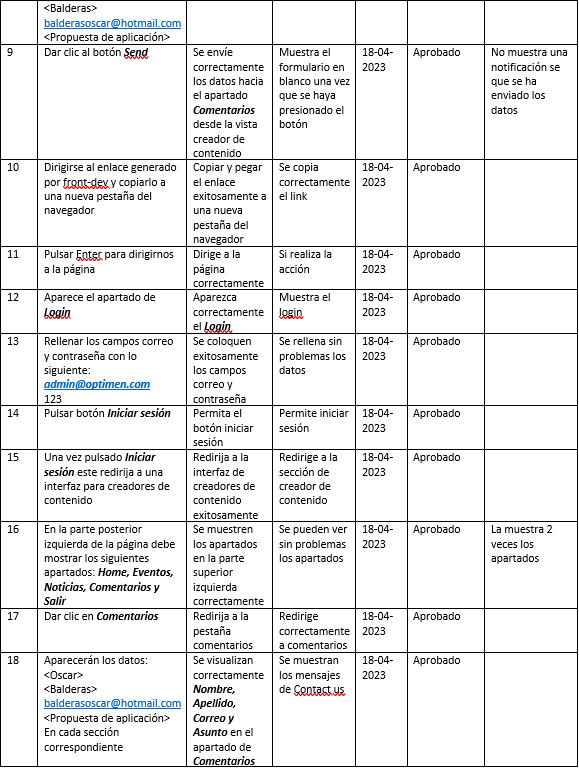 <Balderas>
balderasoscar@hotmail.com
<Propuesta de aplicación>
9
Dar clic al botón Send
Se envíe
correctamente
los datos hacia
el apartado
Comentarios
desde la vista
creador de
contenido
Muestra el
formulario en
blanco una vez
que se haya
presionado el
botón
18-04-
2023
Aprobado
No muestra una
notificación se
que se ha
enviado los
datos
10
Dirigirse al enlace generado
por front-dev y copiarlo a
una nueva pestaña del
navegador
Copiar y pegar
el enlace
exitosamente a
una nueva
pestaña del
navegador
Se copia
correctamente
el link
18-04-
2023
Aprobado
11
Pulsar Enter para dirigirnos
a la página
Dirige a la
página
correctamente
Si realiza la
acción
18-04-
2023
Aprobado
12
Aparece el apartado de
Login
Aparezca
correctamente
el Login
Muestra el
login
18-04-
2023
Aprobado
13
Rellenar los campos correo
y contraseña con lo
siguiente:
admin@optimen.com
123
Se coloquen
exitosamente
los campos
correo y
contraseña
Se rellena sin
problemas los
datos
18-04-
2023
Aprobado
14
Pulsar botón Iniciar sesión
Permita el
botón iniciar
sesión
Permite iniciar
sesión
18-04-
2023
Aprobado
15
Una vez pulsado Iniciar
sesión este redirija a una
interfaz para creadores de
contenido
Redirija a la
interfaz de
creadores de
contenido
exitosamente
Redirige a la
sección de
creador de
contenido
18-04-
2023
Aprobado
16
En la parte posterior
izquierda de la página debe
mostrar los siguientes
apartados: Home, Eventos,
Noticias, Comentarios y
Salir
Se muestren
los apartados
en la parte
superior
izquierda
correctamente
Se pueden ver
sin problemas
los apartados
18-04-
2023
Aprobado
La muestra 2
veces los
apartados
17
Dar clic en Comentarios
Redirija a la
pestaña
comentarios
Redirige
correctamente
a comentarios
18-04-
2023
Aprobado
18
Aparecerán los datos:
<Oscar>
<Balderas>
balderasoscar@hotmail.com
<Propuesta de aplicación>
En cada sección
correspondiente
Se visualizan
correctamente
Nombre,
Apellido,
Correo y
Asunto en el
apartado de
Comentarios
Se muestran
los mensajes
de Contact us
18-04-
2023
Aprobado